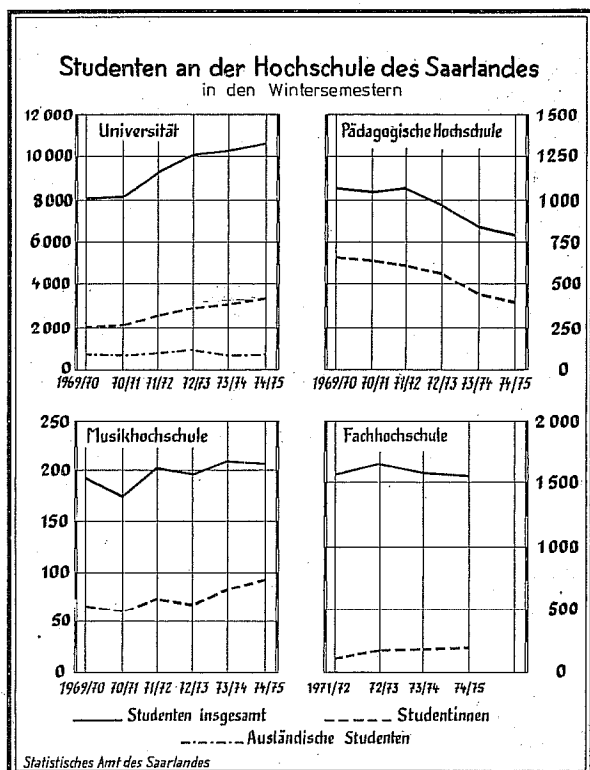 Studenten an der Hochschule des Saarlandes
in den Wintersemestern
Universität
12 000
10 000
8 000
6 000
4 000
2 000
0
1969/70 70/71 71/72 72/73 73/74 74/75
Pädagogische Hochschule
1 500
1 250
1 000
750
500
250
0
1969/70 70/71 71/72 72/73 73/74 74/75
Musikhochschule
250
200
150
100
50
0
1969/70 70/71 71/72 72/73 73/74 74/75
Fachhochschule
2 000
1 500
1 000
500
0
1971/72 72/73 73/74 74/75
Studenten insgesamt
Studentinnen
Ausländische Studenten
Statistisches Amt des Saarlandes